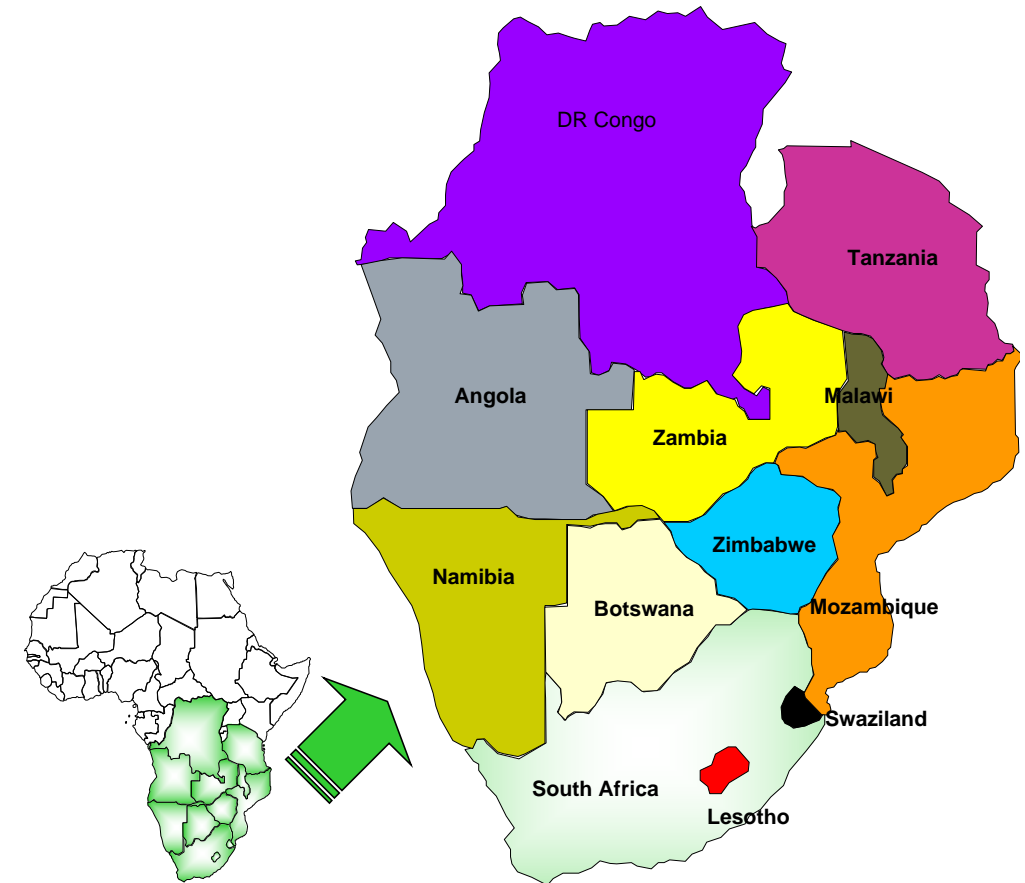 DR Congo
Tanzania
Angola
Malawi
Zambia
Zimbabwe
Namibia
Botswana
Mozambique
Swaziland
South Africa
Lesotho